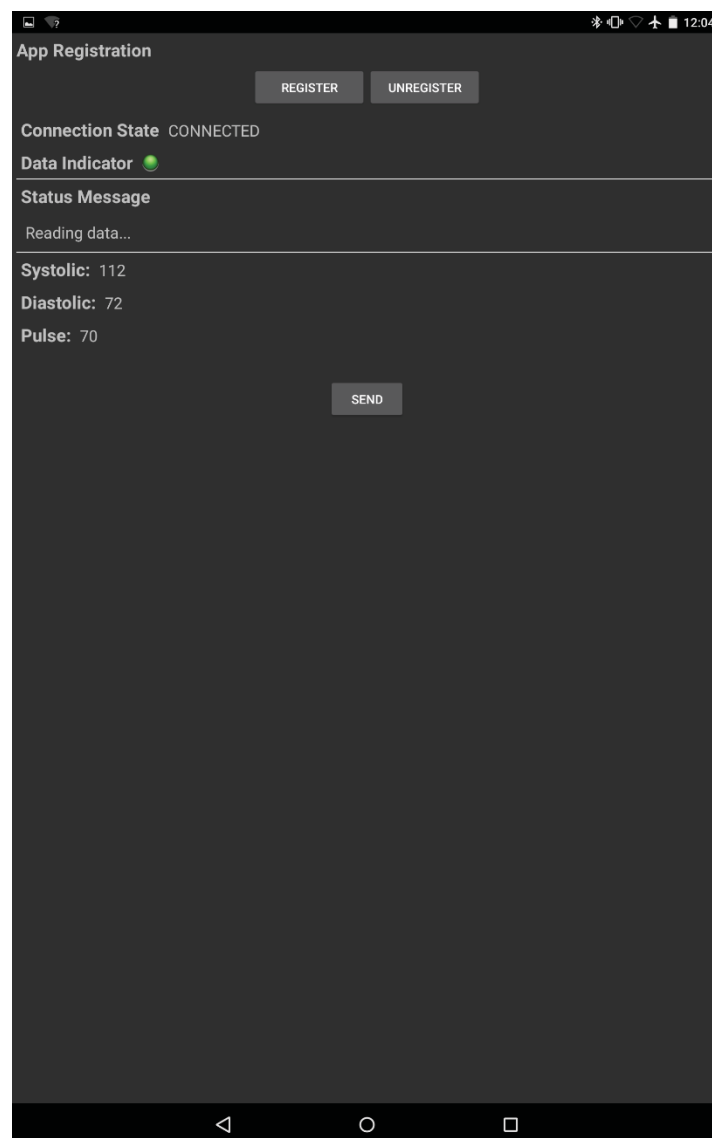 12:04
App Registration
REGISTER UNREGISTER
Connection State CONNECTED
Data Indicator
Status Message
Reading data...
Systolic: 112
Diastolic: 72
Pulse: 70
SEND